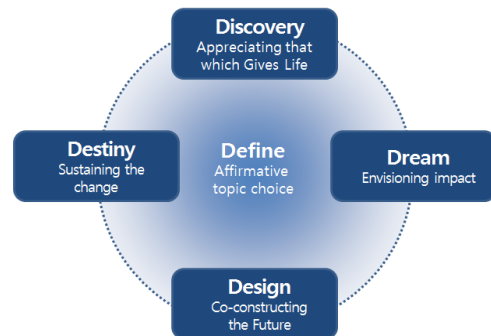 Discovery
Appreciating that
which Gives Life
Destiny
Sustaining the
change
Define
Affirmative
topic choice
Dream
Envisioning impact
Design
Co-constructing
the Future